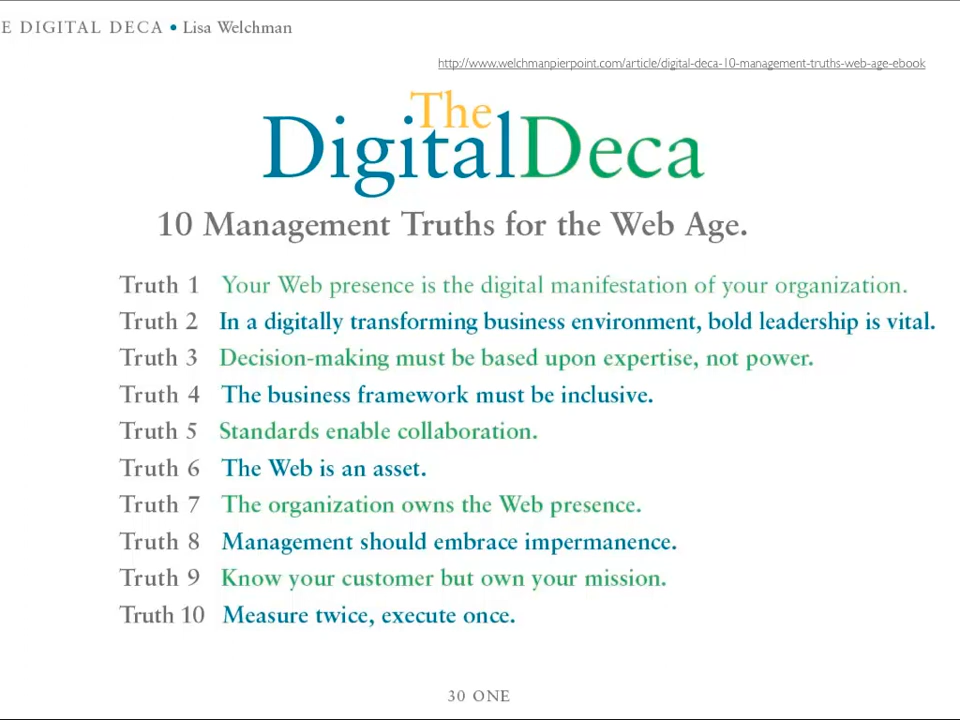 E DIGITAL DECA • Lisa Welchman
http://www.welchmanpierpoint.com/article/digital-deca-10-management-truths-web-age-ebook
The
DigitalDeca
10 Management Truths for the Web Age.
Truth 1 Your Web presence is the digital manifestation of your organization.
Truth 2 In a digitally transforming business environment, bold leadership is vital.
Truth 3 Decision-making must be based upon expertise, not power.
Truth 4 The business framework must be inclusive.
Truth 5 Standards enable collaboration.
Truth 6 The Web is an asset.
Truth 7 The organization owns the Web presence.
Truth 8 Management should embrace impermanence.
Truth 9 Know your customer but own your mission.
Truth 10 Measure twice, execute once.
30 ONE